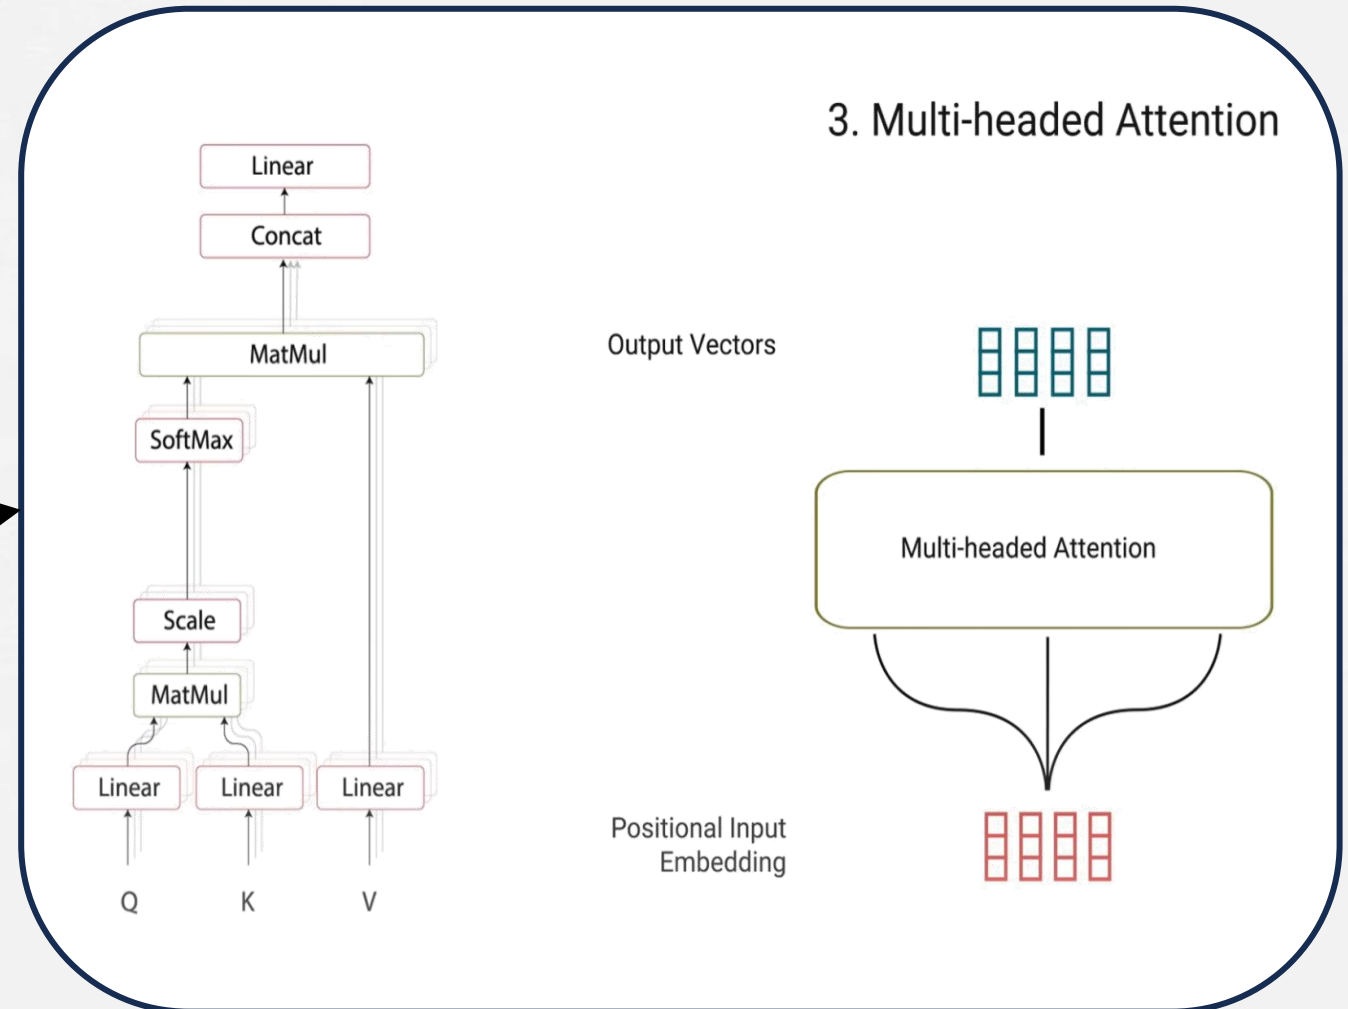 3. Multi-headed Attention
Linear
Concat
MatMul
SoftMax
Scale
MatMul
Linear
Linear
Linear
Q
K
V
Output Vectors
Multi-headed Attention
Positional Input
Embedding